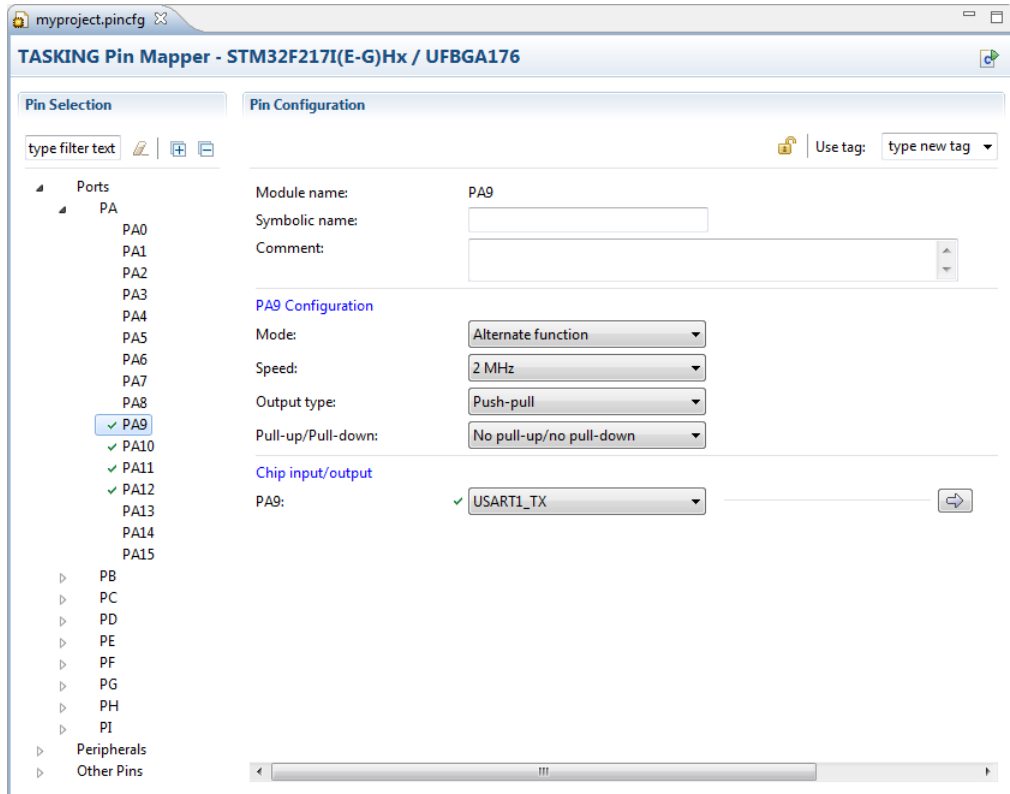 myproject.pincfg
TASKING Pin Mapper - STM32F217I(E-G)Hx / UFBGA176
Pin Selection
type filter text
Ports
PA
PA0
PA1
PA2
PA3
PA4
PA5
PA6
PA7
PA8
PA9
PA10
PA11
PA12
PA13
PA14
PA15
PB
PC
PD
PE
PF
PG
PH
PI
Peripherals
Other Pins
Pin Configuration
Use tag: type new tag
Module name: PA9
Symbolic name:
Comment:
PA9 Configuration
Mode: Alternate function
Speed: 2 MHz
Output type: Push-pull
Pull-up/Pull-down: No pull-up/no pull-down
Chip input/output
PA9: USART1_TX